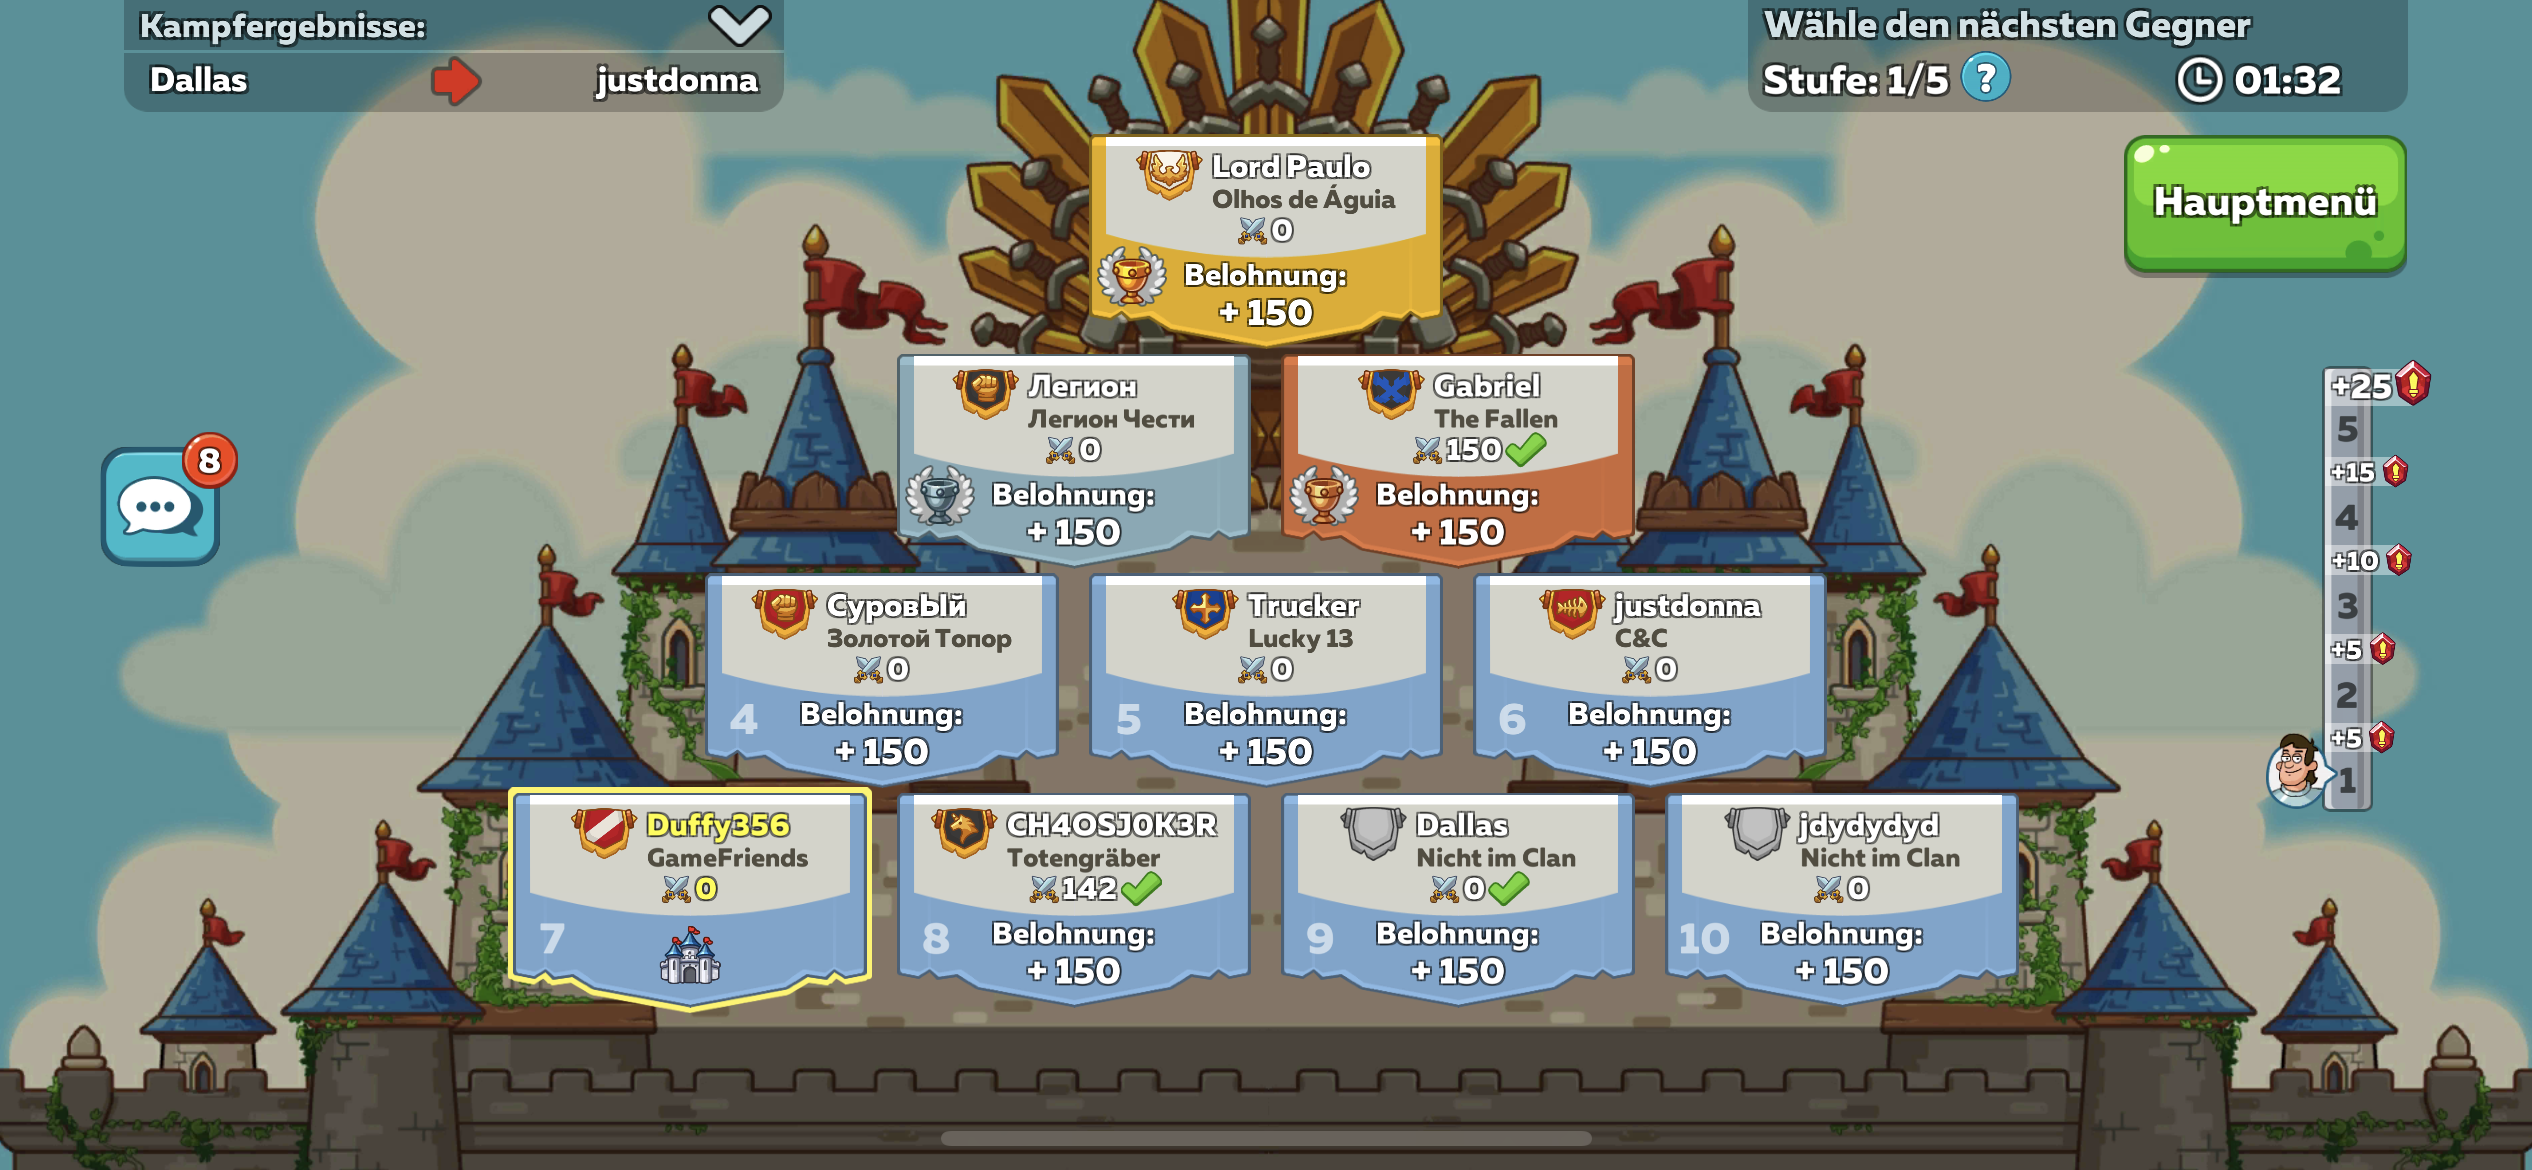 Kampfergebnisse:
Dallas justdonna
Wähle den nächsten Gegner
Stufe: 1/5 ? 01:32
Hauptmenü
Lord Paulo
Olhos de Águia
0
Belohnung:
+ 150
Легион
Легион Чести
0
Belohnung:
+ 150
Gabriel
The Fallen
150
Belohnung:
+ 150
СуровЫй
Золотой Топор
0
4
Belohnung:
+ 150
Trucker
Lucky 13
0
5
Belohnung:
+ 150
justdonna
C&C
0
6
Belohnung:
+ 150
Duffy356
GameFriends
0
7
CH4OSJ0K3R
Totengräber
142
8
Belohnung:
+ 150
Dallas
Nicht im Clan
0
9
Belohnung:
+ 150
jdydydyd
Nicht im Clan
0
10
Belohnung:
+ 150
8
+25
5
+15
4
+10
3
+5
2
+5
1